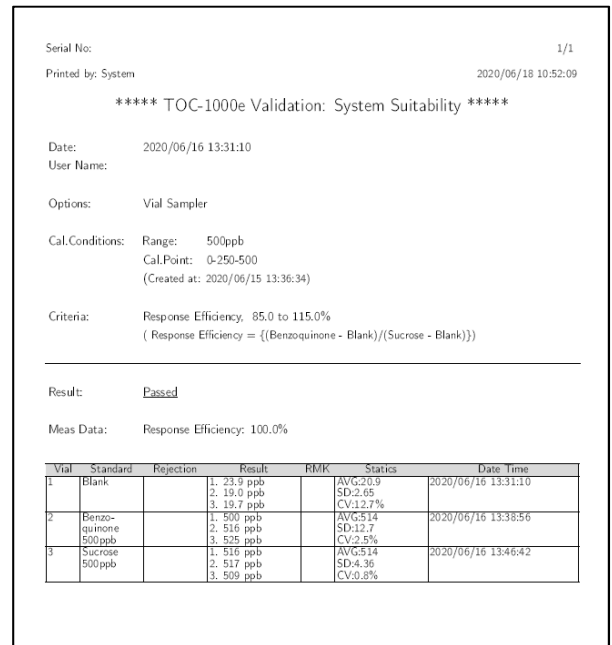 Serial No: 1/1
Printed by: System 2020/06/18 10:52:09
***** TOC-1000e Validation: System Suitability *****
Date: 2020/06/16 13:31:10
User Name:
Options: Vial Sampler
Cal.Conditions: Range: 500ppb
Cal.Point: 0-250-500
(Created at: 2020/06/15 13:36:34)
Criteria: Response Efficiency, 85.0 to 115.0%
( Response Efficiency = {(Benzoquinone - Blank)/(Sucrose - Blank)})
Result: Passed
Meas Data: Response Efficiency: 100.0%
Vial Standard Rejection Result RMK Statics Date Time
1 Blank 1. 23.9 ppb AVG:20.9 2020/06/16 13:31:10
2. 19.0 ppb SD:2.65
3. 19.7 ppb CV:12.7%
2 Benzo- 1. 500 ppb AVG:514 2020/06/16 13:38:56
quinone 2. 516 ppb SD:12.7
500ppb 3. 525 ppb CV:2.5%
3 Sucrose 1. 516 ppb AVG:514 2020/06/16 13:46:42
500ppb 2. 517 ppb SD:4.36
3. 509 ppb CV:0.8%